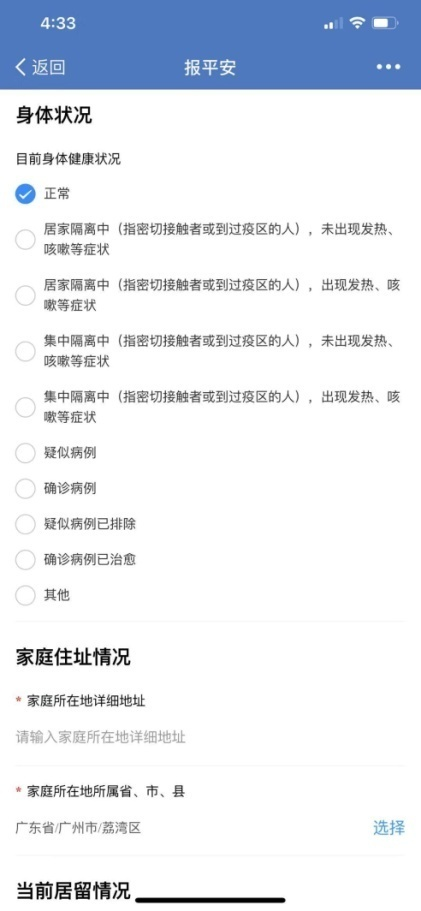 4:33
返回
报平安
身体状况
目前身体健康状况
正常
居家隔离中（指密切接触者或到过疫区的人），未出现发热、
咳嗽等症状
居家隔离中（指密切接触者或到过疫区的人），出现发热、咳
嗽等症状
集中隔离中（指密切接触者或到过疫区的人），未出现发热、
咳嗽等症状
集中隔离中（指密切接触者或到过疫区的人），出现发热、咳
嗽等症状
疑似病例
确诊病例
疑似病例已排除
确诊病例已治愈
其他
家庭住址情况
* 家庭所在地详细地址
请输入家庭所在地详细地址
* 家庭所在地所属省、市、县
广东省/广州市/荔湾区
选择
当前居留情况